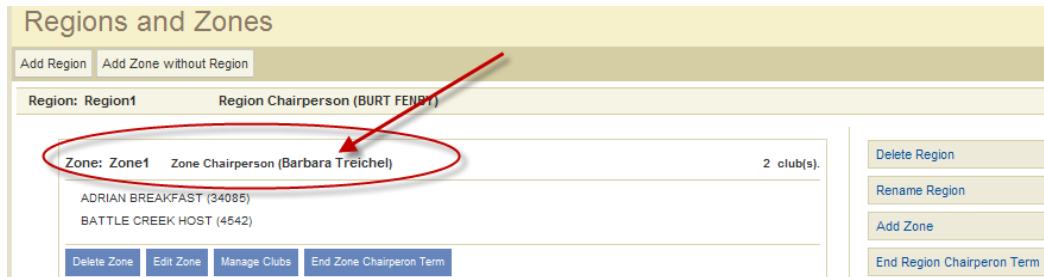 Regions and Zones
Add Region Add Zone without Region
Region: Region1 Region Chairperson (BURT FENBY)
Zone: Zone1 Zone Chairperson (Barbara Treichel) 2 club(s).
ADRIAN BREAKFAST (34085)
BATTLE CREEK HOST (4542)
Delete Zone Edit Zone Manage Clubs End Zone Chairperon Term
Delete Region
Rename Region
Add Zone
End Region Chairperon Term